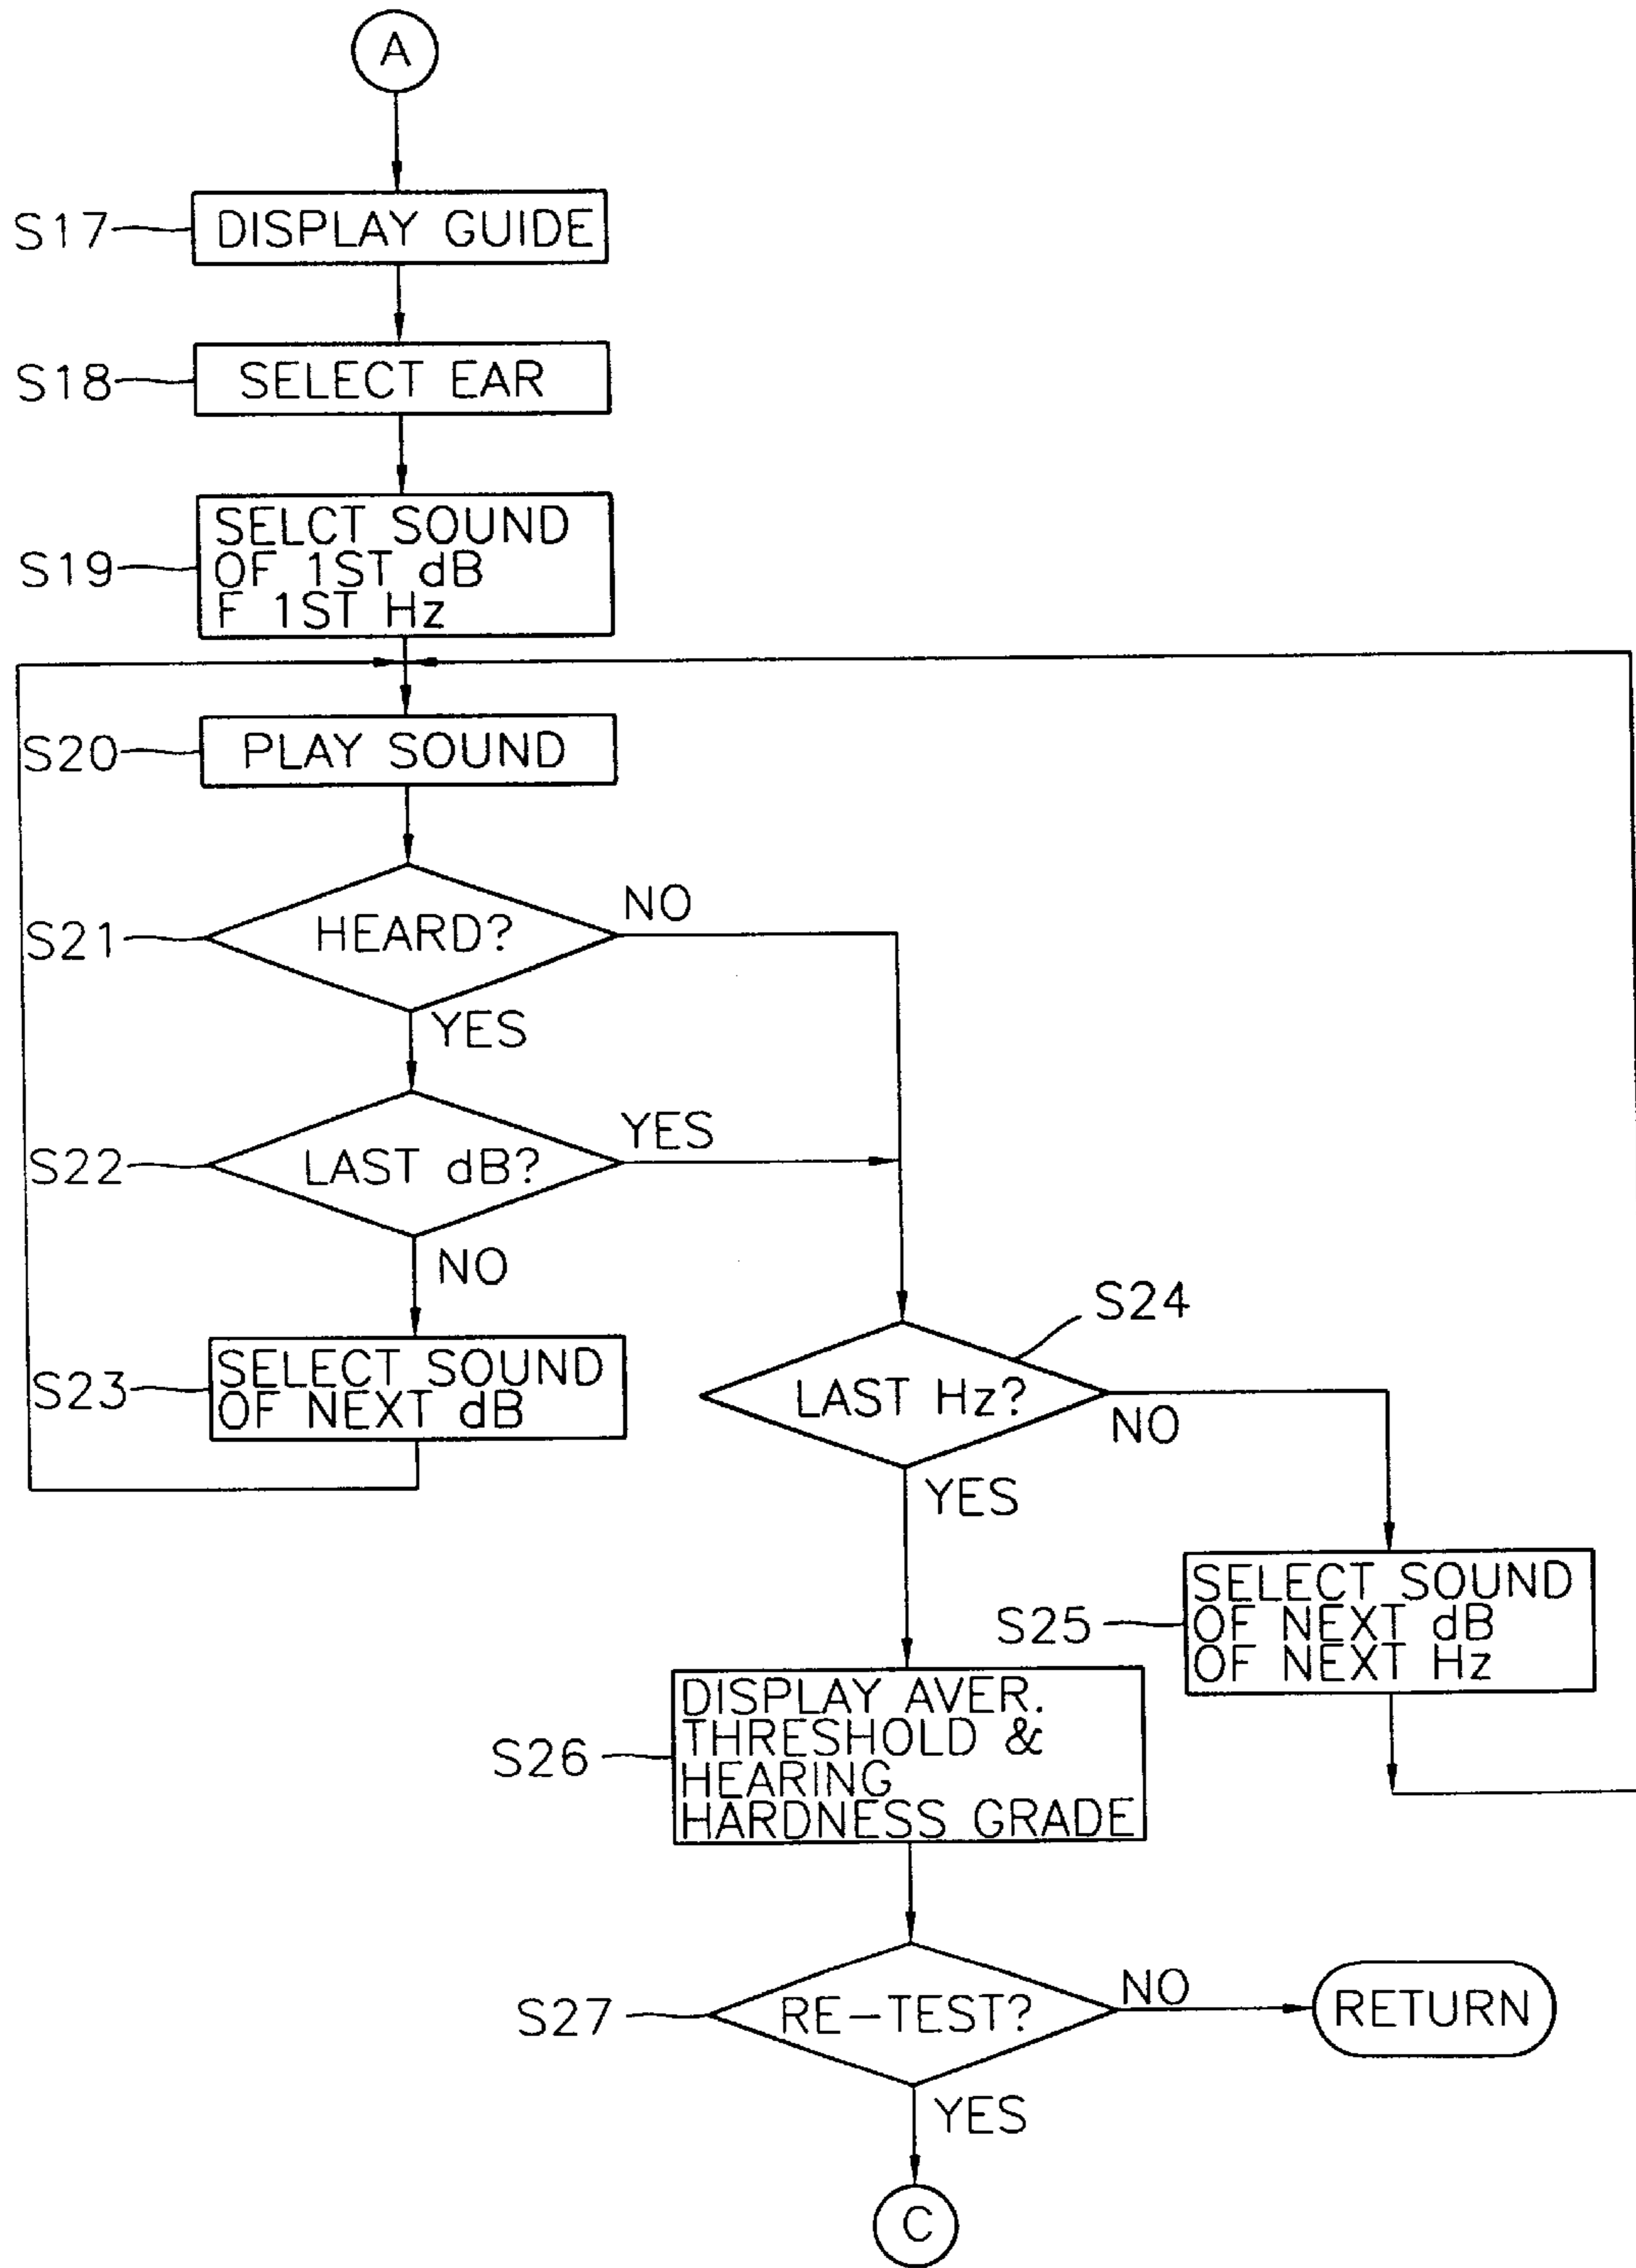 A
S17
DISPLAY GUIDE
S18
SELECT EAR
S19
SELCT SOUND
OF 1ST dB
F 1ST Hz
S20
PLAY SOUND
S21
HEARD?
NO
YES
S22
LAST dB?
YES
NO
S23
SELECT SOUND
OF NEXT dB
S24
LAST Hz?
NO
YES
S25
SELECT SOUND
OF NEXT dB
OF NEXT Hz
S26
DISPLAY AVER.
THRESHOLD &
HEARING
HARDNESS GRADE
S27
RE-TEST?
NO
RETURN
YES
C